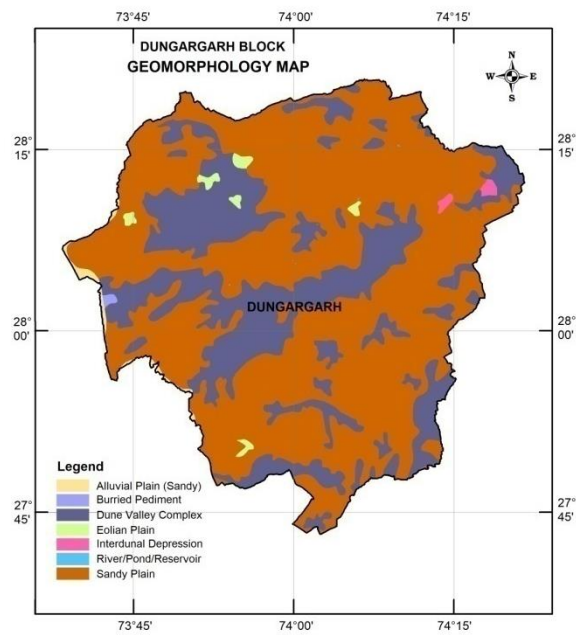 73°45'
74°00'
74°15'
DUNGARGARH BLOCK
GEOMORPHOLOGY MAP
N
W E
S
28°
15'
28°
15'
DUNGARGARH
28°
00'
28°
00'
Legend
Alluvial Plain (Sandy)
Burried Pediment
Dune Valley Complex
Eolian Plain
Interdunal Depression
River/Pond/Reservoir
Sandy Plain
27°
45'
27°
45'
73°45'
74°00'
74°15'